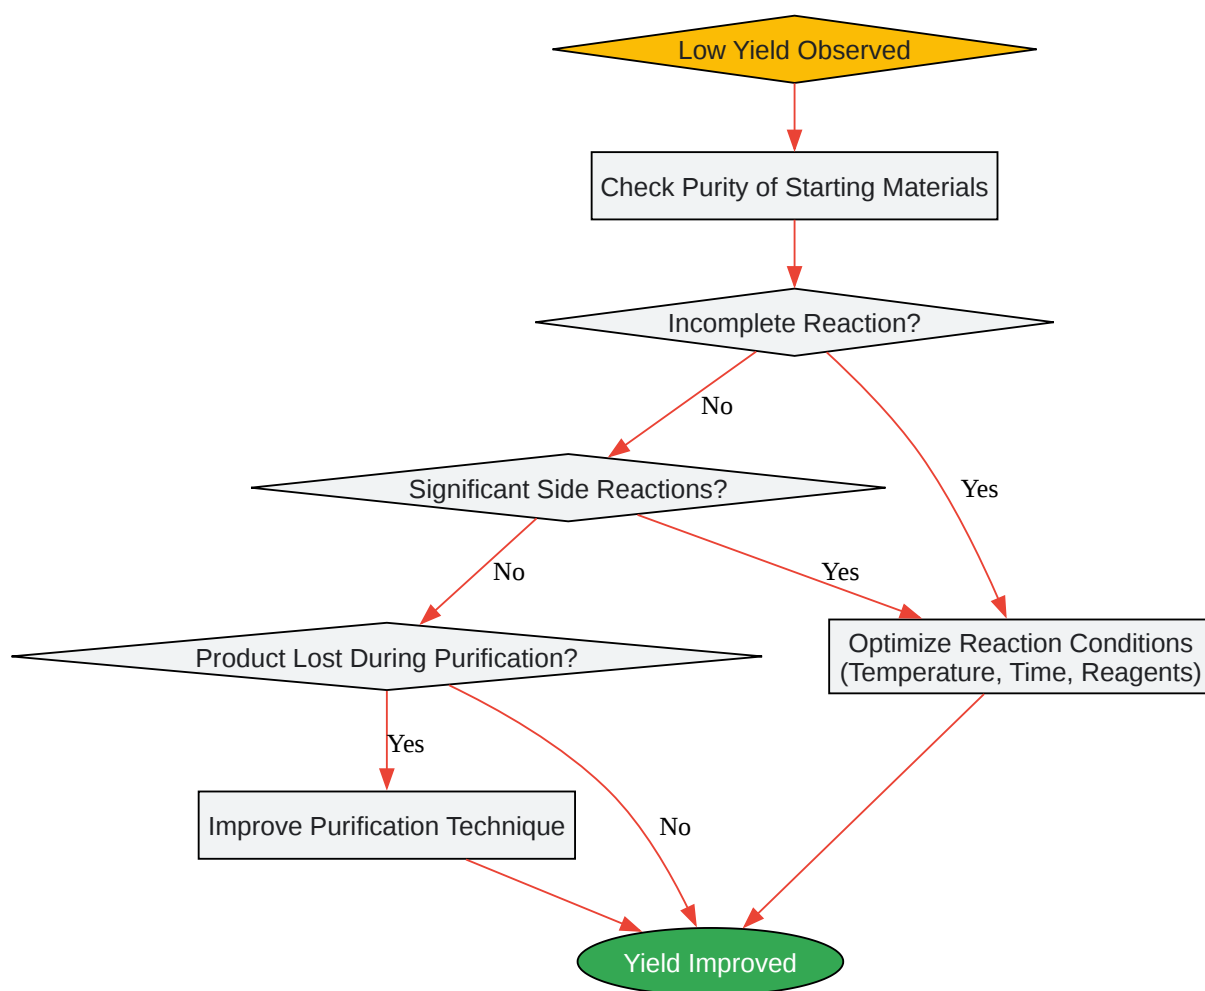 Low Yield Observed
Check Purity of Starting Materials
Incomplete Reaction?
No
Significant Side Reactions?
Yes
No
Yes
Optimize Reaction Conditions
(Temperature, Time, Reagents)
Product Lost During Purification?
Yes
Improve Purification Technique
No
Yield Improved